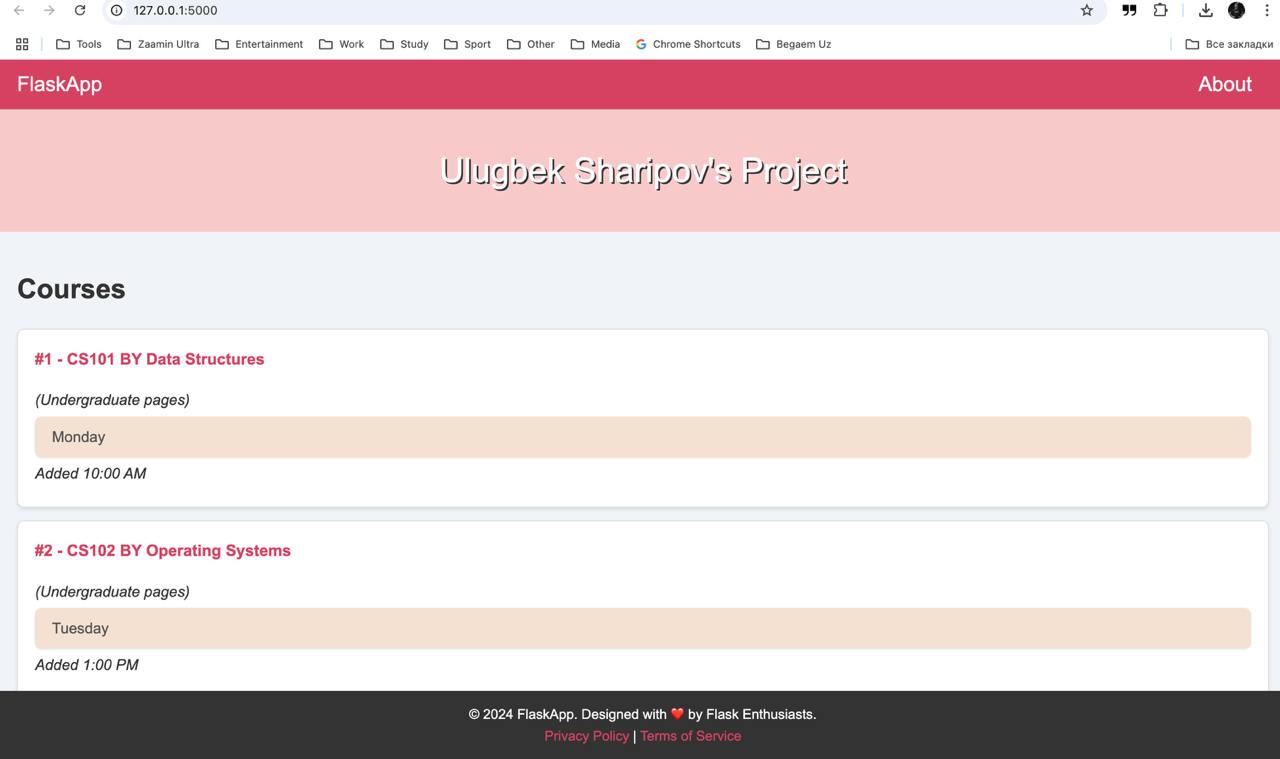 127.0.0.1:5000
Tools Zaamin Ultra Entertainment Work Study Sport Other Media Chrome Shortcuts Begaem Uz Все закладки
FlaskApp About
Ulugbek Sharipov's Project
Courses
#1 - CS101 BY Data Structures
(Undergraduate pages)
Monday
Added 10:00 AM
#2 - CS102 BY Operating Systems
(Undergraduate pages)
Tuesday
Added 1:00 PM
© 2024 FlaskApp. Designed with ❤️ by Flask Enthusiasts.
Privacy Policy | Terms of Service